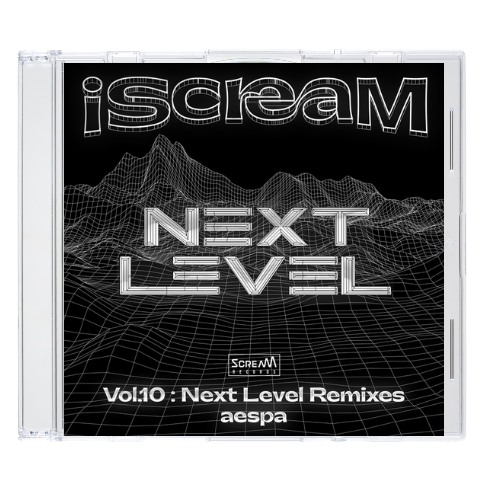 iScreaM
NEXT
LEVEL
SCREAM
RECORDS
Vol.10 : Next Level Remixes
aespa